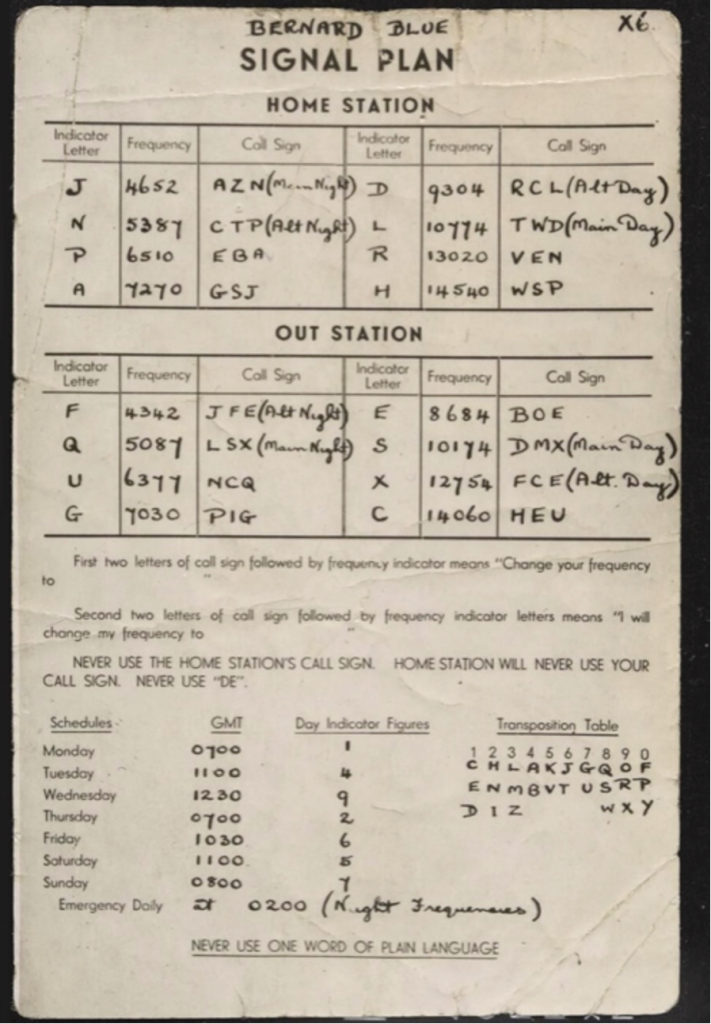 BERNARD BLUE X6
SIGNAL PLAN
HOME STATION
Indicator Letter Frequency Call Sign Indicator Letter Frequency Call Sign
J 4652 AZN (Main Night) D 9304 RCL (Alt Day)
N 5387 CTP (Alt Night) L 10774 TWD (Main Day)
P 6510 EBA R 13020 VEN
A 7270 GSJ H 14540 WSP
OUT STATION
Indicator Letter Frequency Call Sign Indicator Letter Frequency Call Sign
F 4342 JFE (Alt Night) E 8684 BOE
Q 5087 LSX (Main Night) S 10174 DMX (Main Day)
U 6377 NCQ X 12754 FCE (Alt. Day)
G 7030 PIG C 14060 HEU
First two letters of call sign followed by frequency indicator means "Change your frequency
to "
Second two letters of call sign followed by frequency indicator letters means "I will
change my frequency to "
NEVER USE THE HOME STATION'S CALL SIGN. HOME STATION WILL NEVER USE YOUR
CALL SIGN. NEVER USE "DE".
Schedules GMT Day Indicator Figures Transposition Table
Monday 0700 1 1 2 3 4 5 6 7 8 9 0
C H L A K J G Q O F
Tuesday 1100 4 E N M B V T U S R P
Wednesday 1230 9
D I Z W X Y
Thursday 0700 2
Friday 1030 6
Saturday 1100 5
Sunday 0800 7
Emergency Daily at 0200 (Night Frequencies)
NEVER USE ONE WORD OF PLAIN LANGUAGE